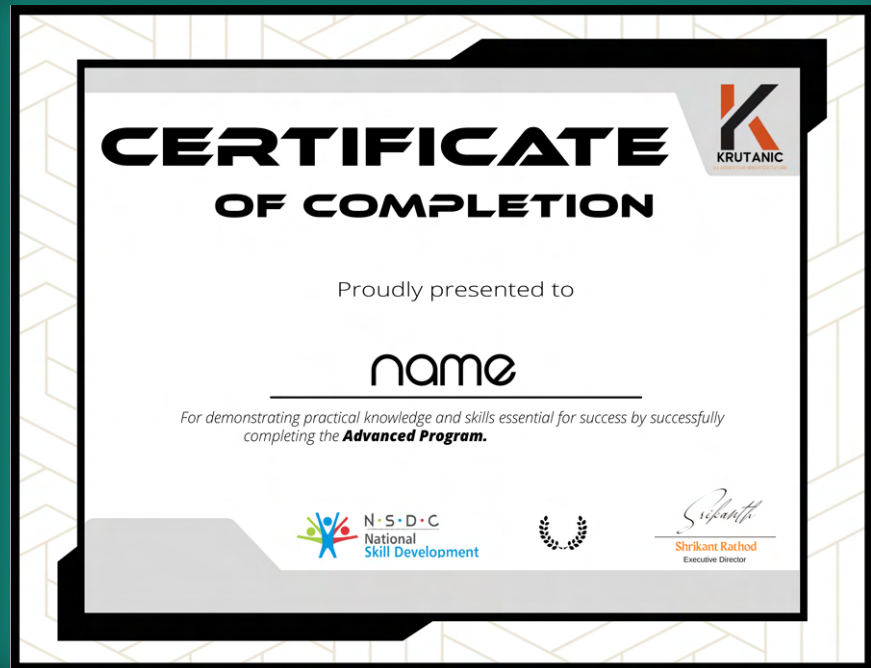 CERTIFICATE
OF COMPLETION
KRUTANIC
Proudly presented to
name
For demonstrating practical knowledge and skills essential for success by successfully
completing the Advanced Program.
N·S·D·C
National
Skill Development
Srikanth
Shrikant Rathod
Executive Director